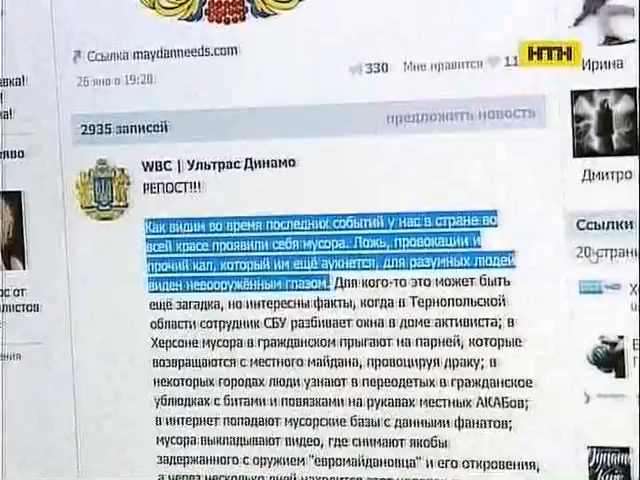 Ссылка maydanneeds.com
26 янв в 19:20
330
Мне нравится
11
НТН
Ирина
2935 записей
предложить новость
WBC | Ультрас Динамо
РЕПОСТ!!!
Дмитро
Как видим во время последних событий у нас в стране во
всей красе проявили себя мусора. Ложь, провокации и
прочий кал, который им ещё аукнется, для разумных людей
виден невооружённым глазом. Для кого-то это может быть
ещё загадка, но интересны факты, когда в Тернопольской
области сотрудник СБУ разбивает окна в доме активиста; в
Херсоне мусора в гражданском прыгают на парней, которые
возвращаются с местного майдана, провоцируя драку; в
некоторых городах люди узнают в переодетых в гражданское
ублюдках с битами и повязками на рукавах местных АКАБов;
в интернет попадают мусорские базы с данными фанатов;
мусора выкладывают видео, где снимают якобы
задержанного с оружием "евромайдановца" и его откровения,
Ссылки
20 страниц